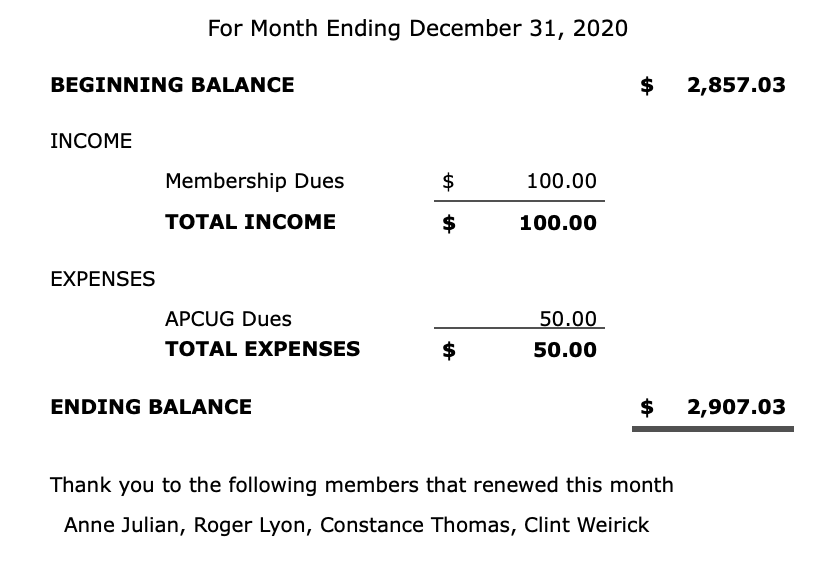 For Month Ending December 31, 2020
BEGINNING BALANCE $ 2,857.03
INCOME
Membership Dues $ 100.00
TOTAL INCOME $ 100.00
EXPENSES
APCUG Dues 50.00
TOTAL EXPENSES $ 50.00
ENDING BALANCE $ 2,907.03
Thank you to the following members that renewed this month
Anne Julian, Roger Lyon, Constance Thomas, Clint Weirick